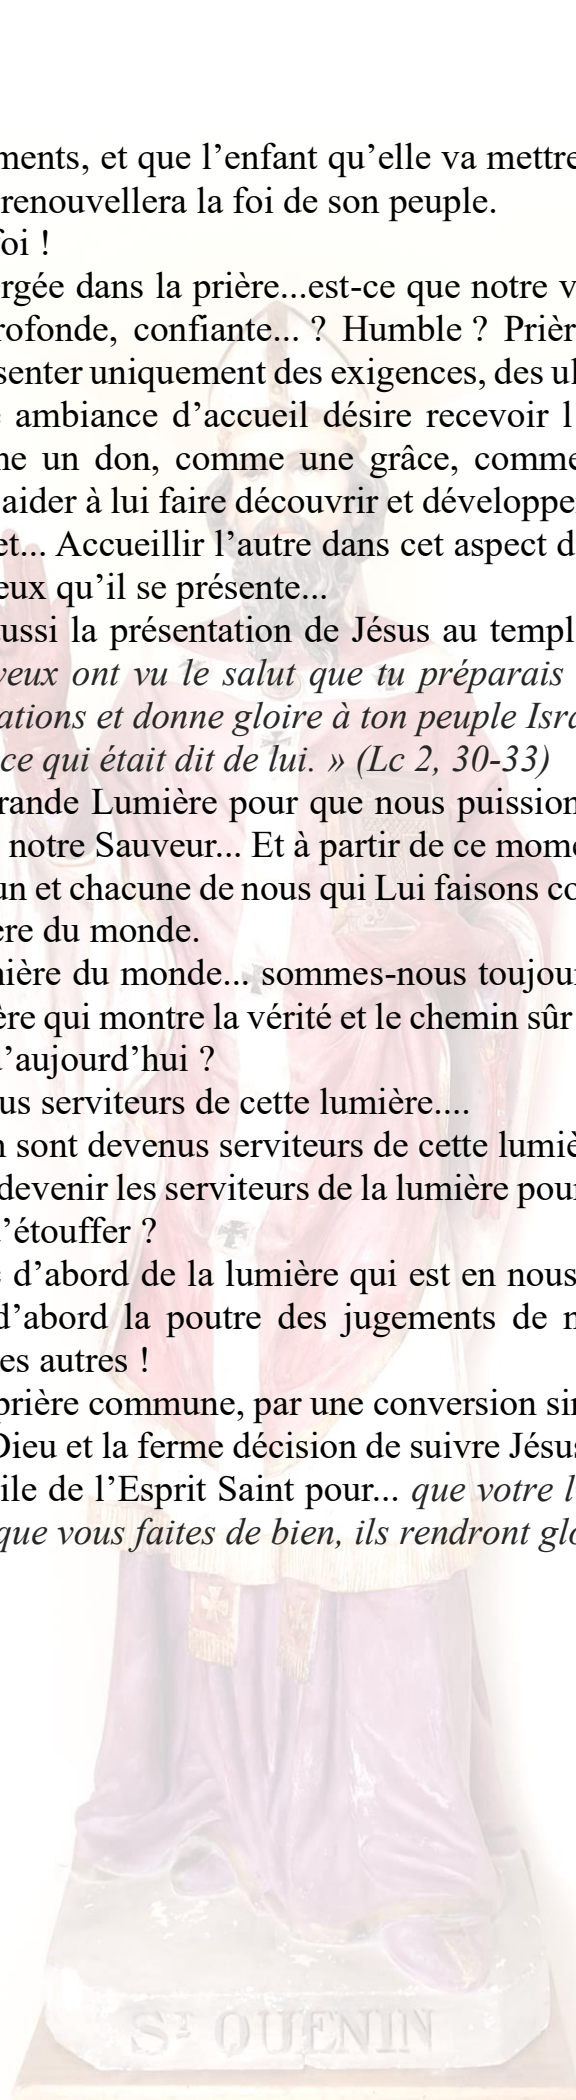 ments, et que l’enfant qu’elle va mettre
renouvellera la foi de son peuple.
foi !
ergée dans la prière...est-ce que notre v
rofonde, confiante... ? Humble ? Prièr
senter uniquement des exigences, des ul
ambiance d’accueil désire recevoir l
me un don, comme une grâce, comme
aider à lui faire découvrir et développer
et... Accueillir l’autre dans cet aspect d
eux qu’il se présente...
aussi la présentation de Jésus au templ
yeux ont vu le salut que tu préparais
ations et donne gloire à ton peuple Isra
ce qui était dit de lui. » (Lc 2, 30-33)
rande Lumière pour que nous puission
notre Sauveur... Et à partir de ce mome
un et chacune de nous qui Lui faisons co
ère du monde.
mière du monde... sommes-nous toujour
ère qui montre la vérité et le chemin sûr
d’aujourd’hui ?
us serviteurs de cette lumière....
n sont devenus serviteurs de cette lumiè
devenir les serviteurs de la lumière pour
d’étouffer ?
d’abord de la lumière qui est en nous
d’abord la poutre des jugements de n
es autres !
prière commune, par une conversion sin
Dieu et la ferme décision de suivre Jésus
ile de l’Esprit Saint pour... que votre l
que vous faites de bien, ils rendront glo
ST QUENIN